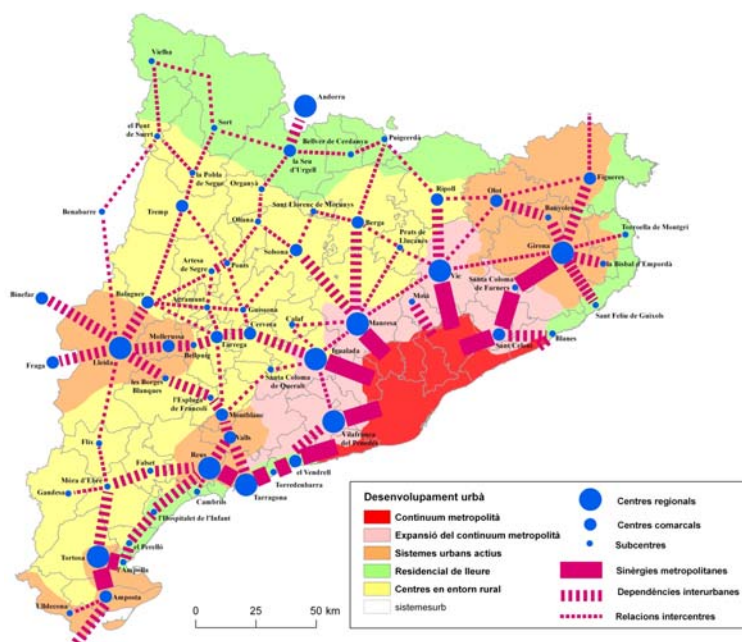 Vielha
Andorra
Sort
el Pont
de Suert
Bellver de Cerdanya
Puigcerdà
la Seu
d'Urgell
la Pobla
de Segur
Organyà
Ripoll
Olot
Figueres
Benabarre
Tremp
Sant Llorenç de Morunys
Oliana
Berga
Banyoles
Torroella de Montgrí
Prats de
Lluçanès
Solsona
Girona
Artesa
de Segre
Ponts
Vic
la Bisbal d'Empordà
Santa Coloma
de Farners
Binefar
Balaguer
Agramunt
Guissona
Calaf
Moià
Sant Feliu de Guíxols
Manresa
Cervera
Mollerussa
Tàrrega
Bellpuig
Igualada
Sant Celoni
Blanes
Fraga
Lleida
les Borges
Blanques
Santa Coloma
de Queralt
l'Espluga
de Francolí
Montblanc
Vilafranca
del Penedès
Flix
Valls
Reus
Falset
el Vendrell
Móra d'Ebre
Torredenbarra
Gandesa
Tarragona
Cambrils
l'Hospitalet de l'Infant
el Perelló
Tortosa
l'Ampolla
Amposta
Ulldecona
0 25 50 km
Desenvolupament urbà
Continuum metropolità
Expansió del continuum metropolità
Sistemes urbans actius
Residencial de lleure
Centres en entorn rural
sistemesurb
Centres regionals
Centres comarcals
Subcentres
Sinèrgies metropolitanes
Dependències interurbanes
Relacions intercentres